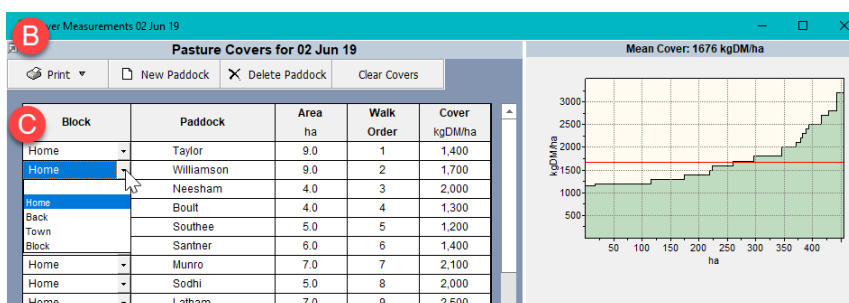 B
ver Measurements 02 Jun 19
Pasture Covers for 02 Jun 19
Print
New Paddock
Delete Paddock
Clear Covers
C
Block Paddock Area ha Walk Order Cover kgDM/ha
Home Taylor 9.0 1 1,400
Home Williamson 9.0 2 1,700
Neesham 4.0 3 2,000
Home
Boult 4.0 4 1,300
Back
Southee 5.0 5 1,200
Town
Block
Santner 6.0 6 1,400
Home Munro 7.0 7 2,100
Home Sodhi 5.0 8 2,000
Home Latham 7.0 9 2,500
Mean Cover: 1676 kgDM/ha
kgDM/ha
3000
2500
2000
1500
1000
500
50 100 150 200 250 300 350 400
ha